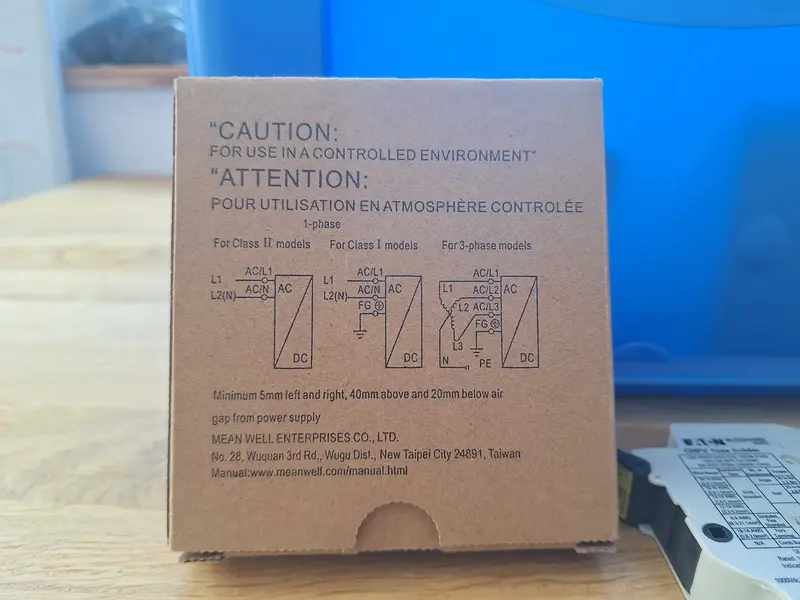 "CAUTION:
FOR USE IN A CONTROLLED ENVIRONMENT"
"ATTENTION:
POUR UTILISATION EN ATMOSPHÈRE CONTROLÉE
1-phase
For Class II models For Class I models For 3-phase models
L1 AC/L1 AC
L2(N) AC/N
DC
L1 AC/L1 AC
L2(N) AC/N
FG
DC
AC/L1 AC
L1 AC/L2
L2 AC/L3
FG
L3
N PE DC
Minimum 5mm left and right, 40mm above and 20mm below air
gap from power supply
MEAN WELL ENTERPRISES CO., LTD.
No. 28, Wuquan 3rd Rd., Wugu Dist., New Taipei City 24891, Taiwan
Manual:www.meanwell.com/manual.html
EATON
CHPV Fuse Holder
N/A